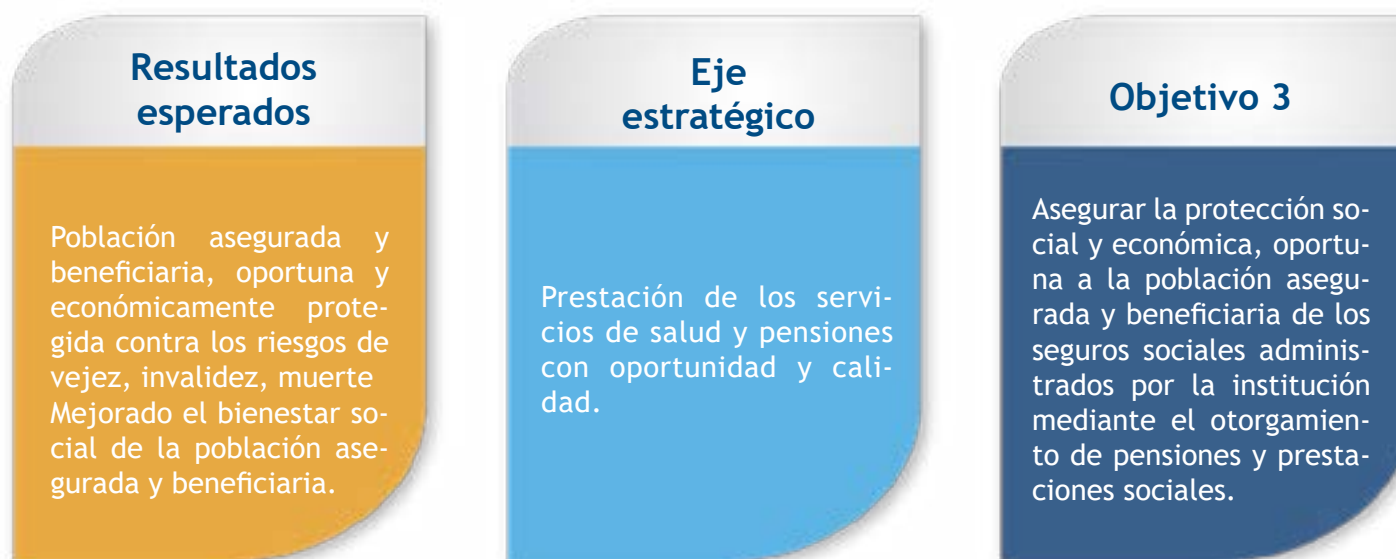 Resultados
esperados
Población asegurada y
beneficiaria, oportuna y
económicamente prote-
gida contra los riesgos de
vejez, invalidez, muerte
Mejorado el bienestar so-
cial de la población ase-
gurada y beneficiaria.
Eje
estratégico
Prestación de los servi-
cios de salud y pensiones
con oportunidad y cali-
dad.
Objetivo 3
Asegurar la protección so-
cial y económica, oportu-
na a la población asegu-
rada y beneficiaria de los
seguros sociales adminis-
trados por la institución
mediante el otorgamien-
to de pensiones y presta-
ciones sociales.